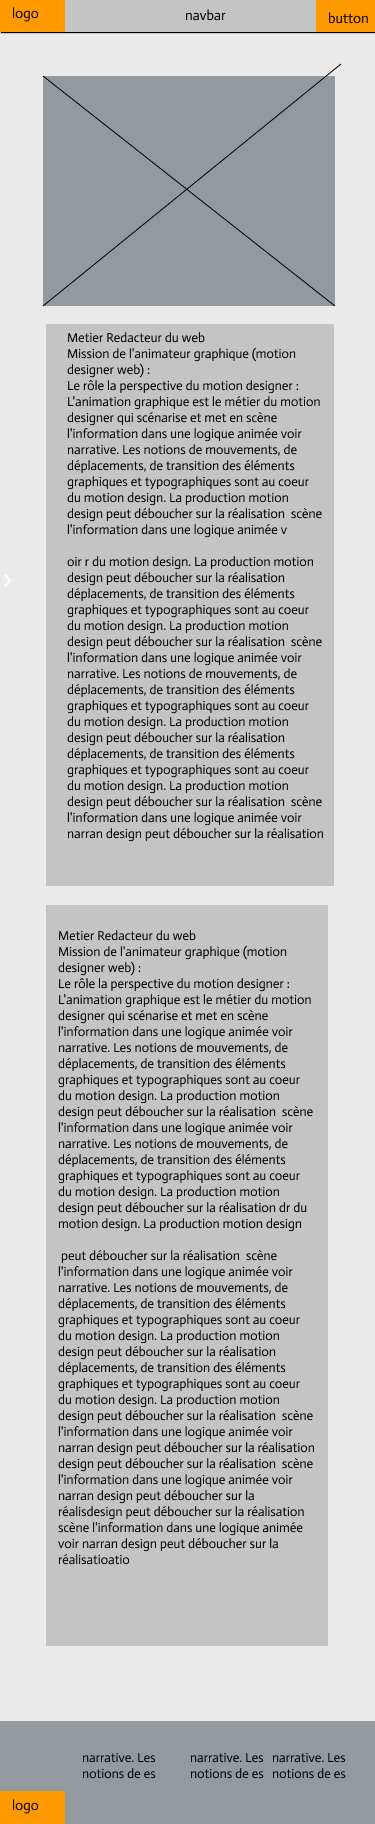 logo
navbar
button
Metier Redacteur du web
Mission de l'animateur graphique (motion
designer web) :
Le rôle la perspective du motion designer :
L'animation graphique est le métier du motion
designer qui scénarise et met en scène
l'information dans une logique animée voir
narrative. Les notions de mouvements, de
déplacements, de transition des éléments
graphiques et typographiques sont au coeur
du motion design. La production motion
design peut déboucher sur la réalisation  scène
l'information dans une logique animée v
oir r du motion design. La production motion
design peut déboucher sur la réalisation
déplacements, de transition des éléments
graphiques et typographiques sont au coeur
du motion design. La production motion
design peut déboucher sur la réalisation  scène
l'information dans une logique animée voir
narrative. Les notions de mouvements, de
déplacements, de transition des éléments
graphiques et typographiques sont au coeur
du motion design. La production motion
design peut déboucher sur la réalisation
déplacements, de transition des éléments
graphiques et typographiques sont au coeur
du motion design. La production motion
design peut déboucher sur la réalisation  scène
l'information dans une logique animée voir
narran design peut déboucher sur la réalisation
Metier Redacteur du web
Mission de l'animateur graphique (motion
designer web) :
Le rôle la perspective du motion designer :
L'animation graphique est le métier du motion
designer qui scénarise et met en scène
l'information dans une logique animée voir
narrative. Les notions de mouvements, de
déplacements, de transition des éléments
graphiques et typographiques sont au coeur
du motion design. La production motion
design peut déboucher sur la réalisation  scène
l'information dans une logique animée voir
narrative. Les notions de mouvements, de
déplacements, de transition des éléments
graphiques et typographiques sont au coeur
du motion design. La production motion
design peut déboucher sur la réalisation dr du
motion design. La production motion design
peut déboucher sur la réalisation  scène
l'information dans une logique animée voir
narrative. Les notions de mouvements, de
déplacements, de transition des éléments
graphiques et typographiques sont au coeur
du motion design. La production motion
design peut déboucher sur la réalisation
déplacements, de transition des éléments
graphiques et typographiques sont au coeur
du motion design. La production motion
design peut déboucher sur la réalisation  scène
l'information dans une logique animée voir
narran design peut déboucher sur la réalisation
design peut déboucher sur la réalisation  scène
l'information dans une logique animée voir
narran design peut déboucher sur la
réalisdesign peut déboucher sur la réalisation
scène l'information dans une logique animée
voir narran design peut déboucher sur la
réalisatioatio
narrative. Les
notions de es
narrative. Les
notions de es
narrative. Les
notions de es
logo